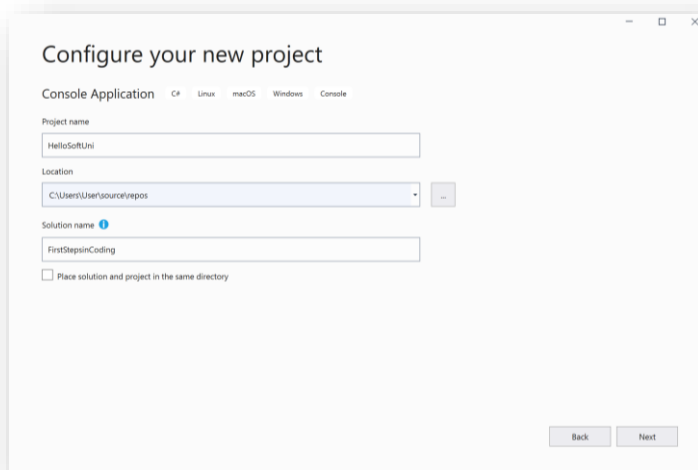 Configure your new project
Console Application C# Linux macOS Windows Console
Project name
HelloSoftUni
Location
C:\Users\User\source\repos
...
Solution name
FirstStepsinCoding
Place solution and project in the same directory
Back Next